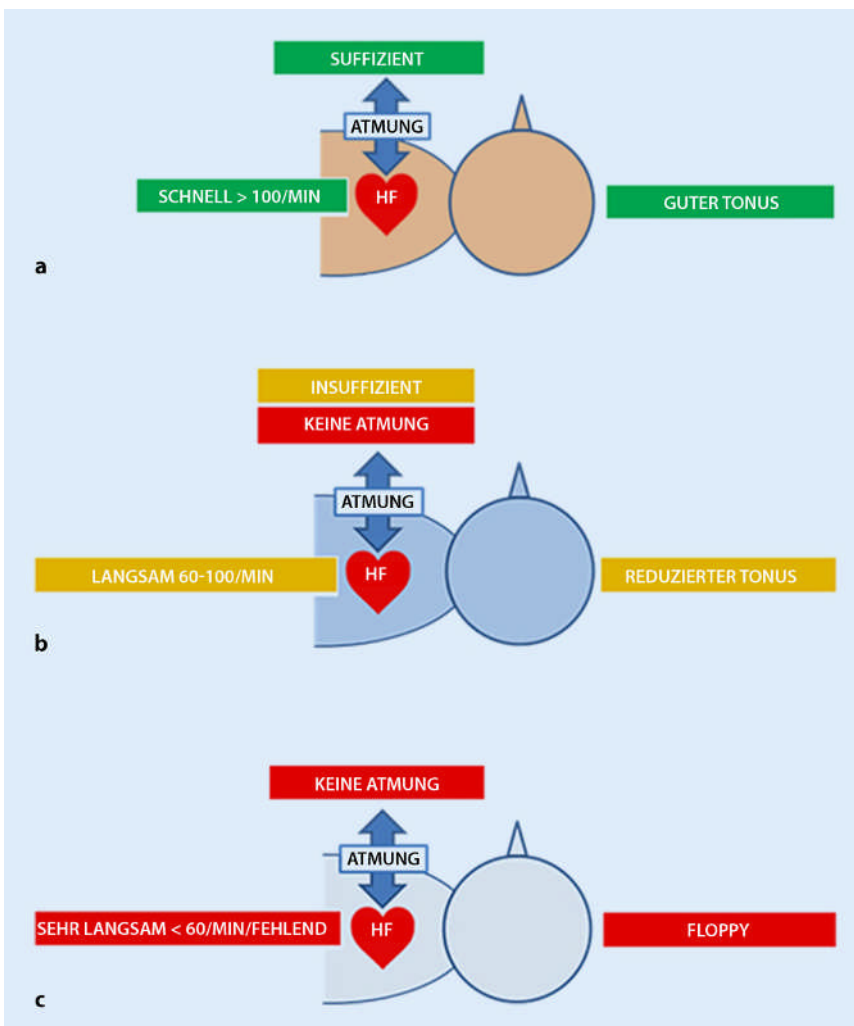 SUFFIZIENT
ATMUNG
SCHNELL > 100/MIN
HF
GUTER TONUS
a
INSUFFIZIENT
KEINE ATMUNG
ATMUNG
LANGSAM 60-100/MIN
HF
REDUZIERTER TONUS
b
KEINE ATMUNG
ATMUNG
SEHR LANGSAM < 60/MIN/FEHLEND
HF
FLOPPY
c